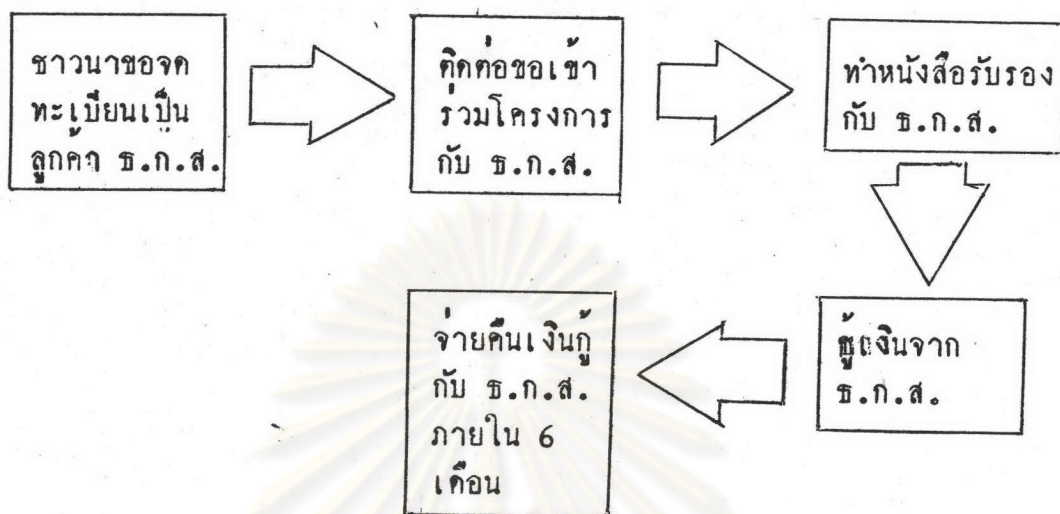 ชาวนาขอจด
ทะเบียนเป็น
ลูกค้า ธ.ก.ส.
ติดต่อขอเข้า
ร่วมโครงการ
กับ ธ.ก.ส.
ทำหนังสือรับรอง
กับ ธ.ก.ส.
จาก
ธ.ก.ส.
จ่ายคืนเงินกู้
กับ ธ.ก.ส.
ภายใน 6
เดือน